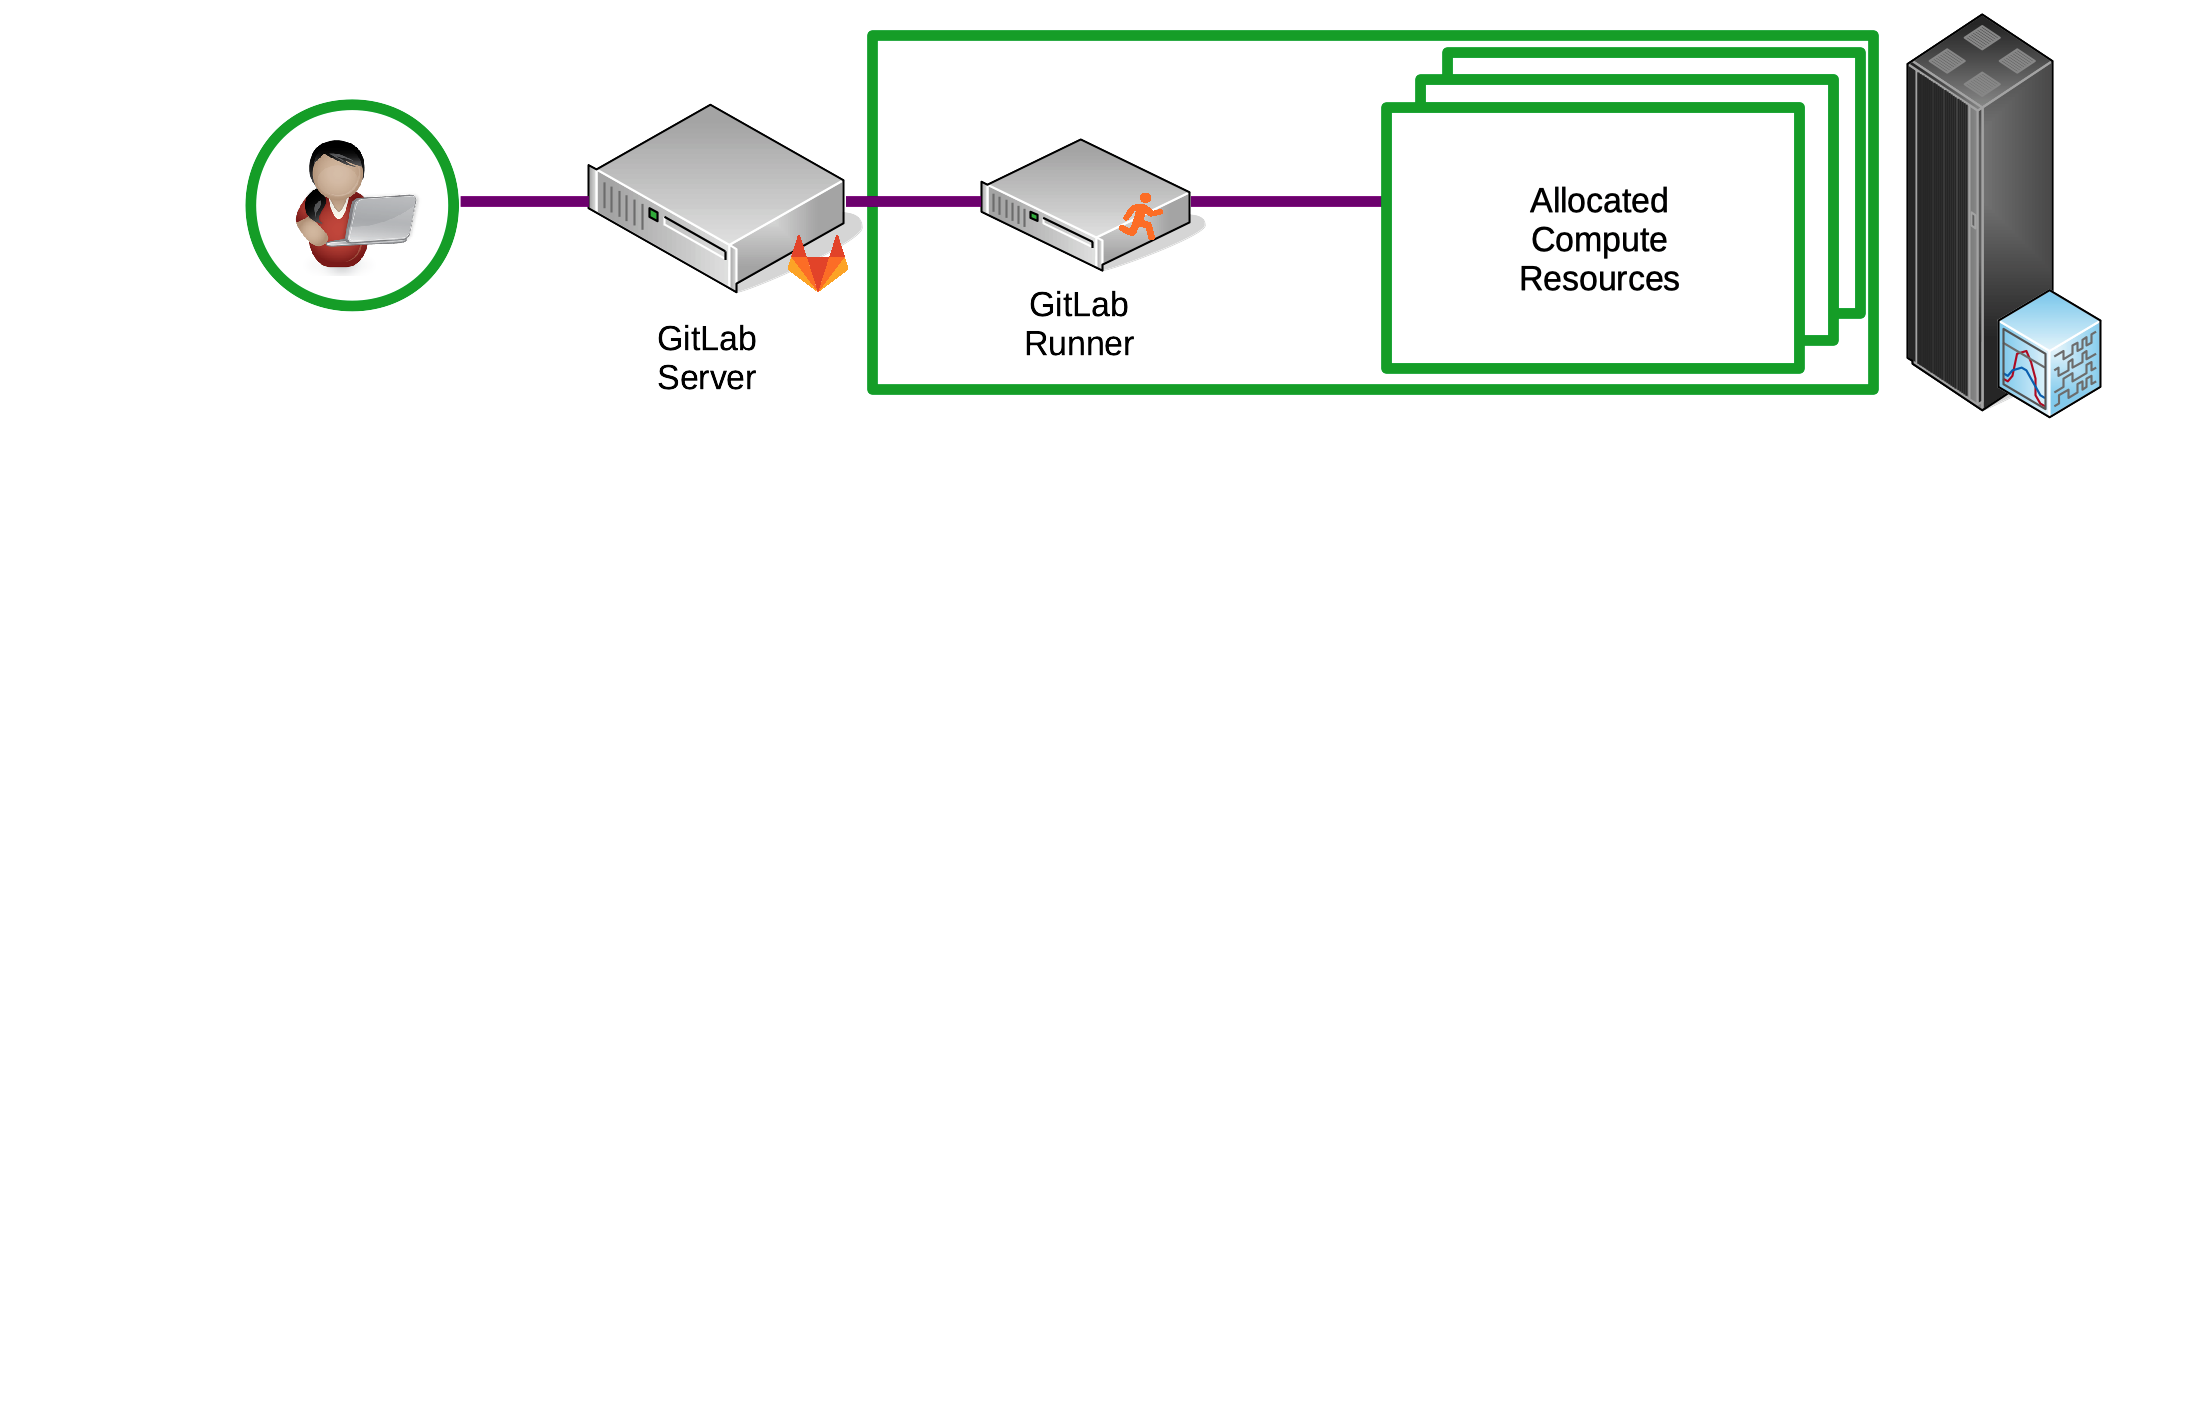 GitLab
Server
GitLab
Runner
Allocated
Compute
Resources